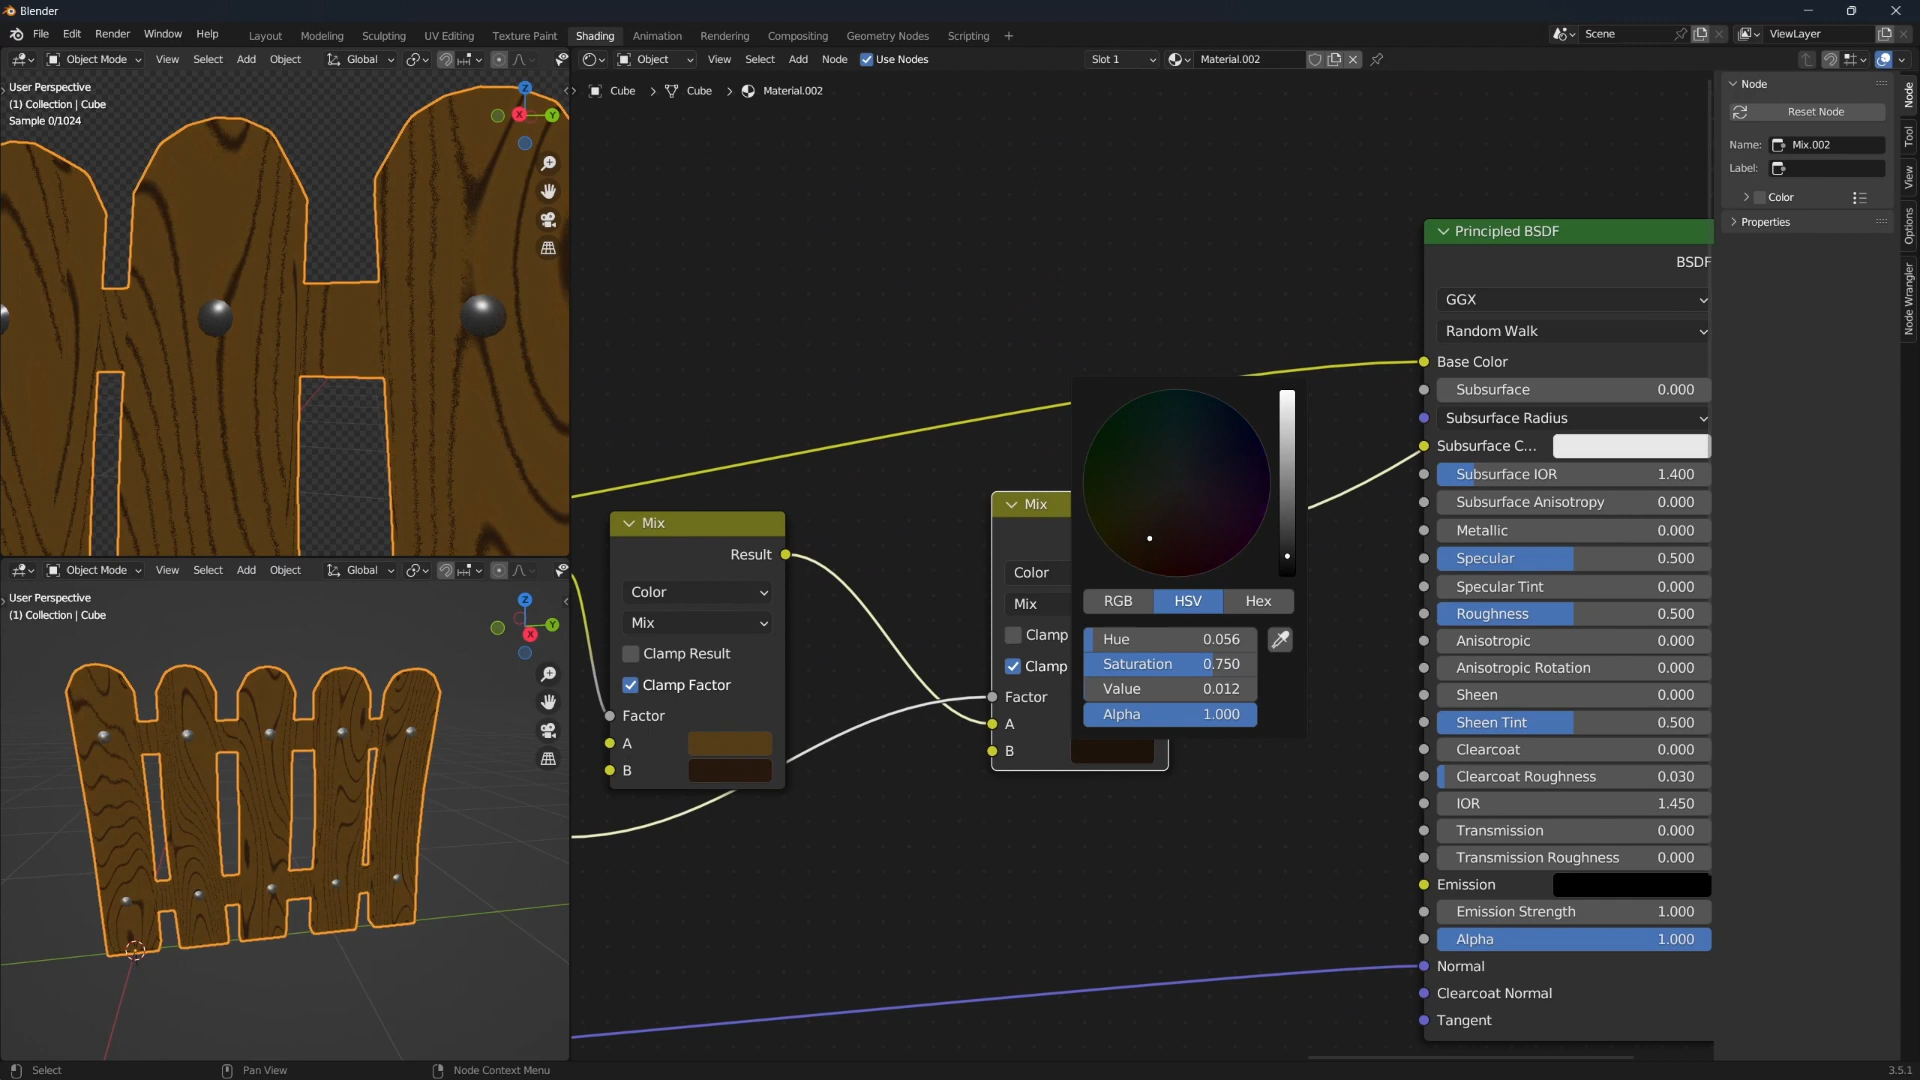 Blender
File Edit Render Window Help Layout Modeling Sculpting UV Editing Texture Paint Shading Animation Rendering Compositing Geometry Nodes Scripting + Scene ViewLayer
Object Mode View Select Add Object Global
Object View Select Add Node Use Nodes Slot 1 Material.002
User Perspective
(1) Collection | Cube
Sample 0/1024
Z
X
Y
Cube > Cube > Material.002
Object Mode View Select Add Object Global
User Perspective
(1) Collection | Cube
Z
Y
X
Mix
Result
Color
Mix
Clamp Result
Clamp Factor
Factor
A
B
Mix
Color
Mix
Clamp
Clamp
Factor
A
B
RGB HSV Hex
Hue 0.056
Saturation 0.750
Value 0.012
Alpha 1.000
Principled BSDF
BSDF
GGX
Random Walk
Base Color
Subsurface 0.000
Subsurface Radius
Subsurface C...
Subsurface IOR 1.400
Subsurface Anisotropy 0.000
Metallic 0.000
Specular 0.500
Specular Tint 0.000
Roughness 0.500
Anisotropic 0.000
Anisotropic Rotation 0.000
Sheen 0.000
Sheen Tint 0.500
Clearcoat 0.000
Clearcoat Roughness 0.030
IOR 1.450
Transmission 0.000
Transmission Roughness 0.000
Emission
Emission Strength 1.000
Alpha 1.000
Normal
Clearcoat Normal
Tangent
Node
Reset Node
Name: Mix.002
Label:
Color
Properties
Node
Tool
View
Options
Node Wrangler
Select Pan View Node Context Menu 3.5.1